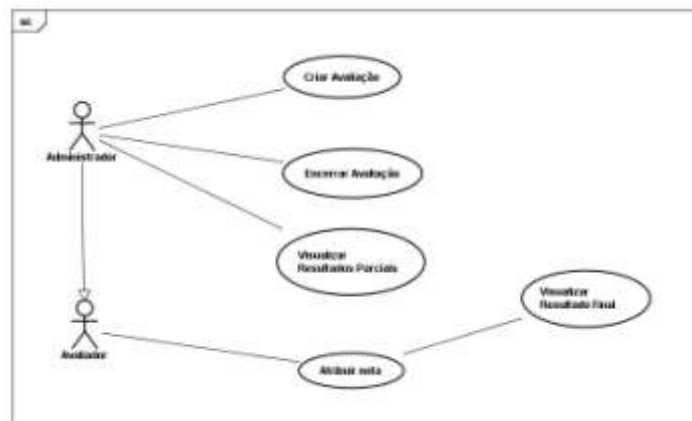 uc
Criar Avaliação
Administrador
Encerrar Avaliação
Visualizar
Resultados Parciais
Visualizar
Resultado Final
Avaliador
Atribuir nota